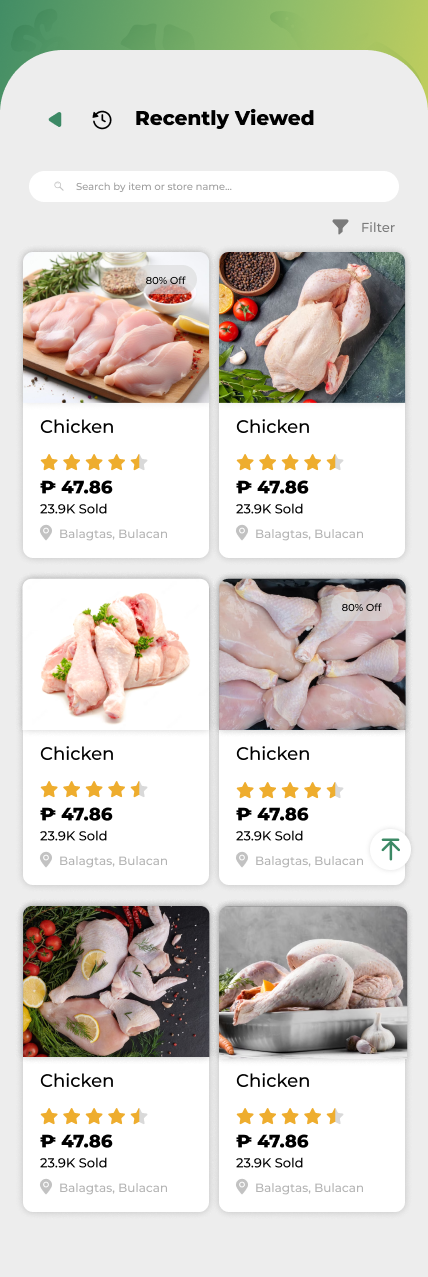 Recently Viewed
Search by item or store name...
Filter
80% Off
Chicken
₱ 47.86
23.9K Sold
Balagtas, Bulacan
Chicken
₱ 47.86
23.9K Sold
Balagtas, Bulacan
Chicken
₱ 47.86
23.9K Sold
Balagtas, Bulacan
80% Off
Chicken
₱ 47.86
23.9K Sold
Balagtas, Bulacan
Chicken
₱ 47.86
23.9K Sold
Balagtas, Bulacan
Chicken
₱ 47.86
23.9K Sold
Balagtas, Bulacan